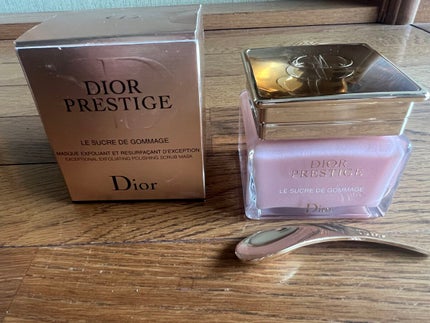 DIOR
PRESTIGE
LE SUCRE DE GOMMAGE
MASQUE EXFOLIANT ET RESURFAÇANT D'EXCEPTION
EXCEPTIONAL EXFOLIATING POLISHING SCRUB MASK
Dior
DIOR
PRESTIGE
LE SUCRE DE GOMMAGE
Dior